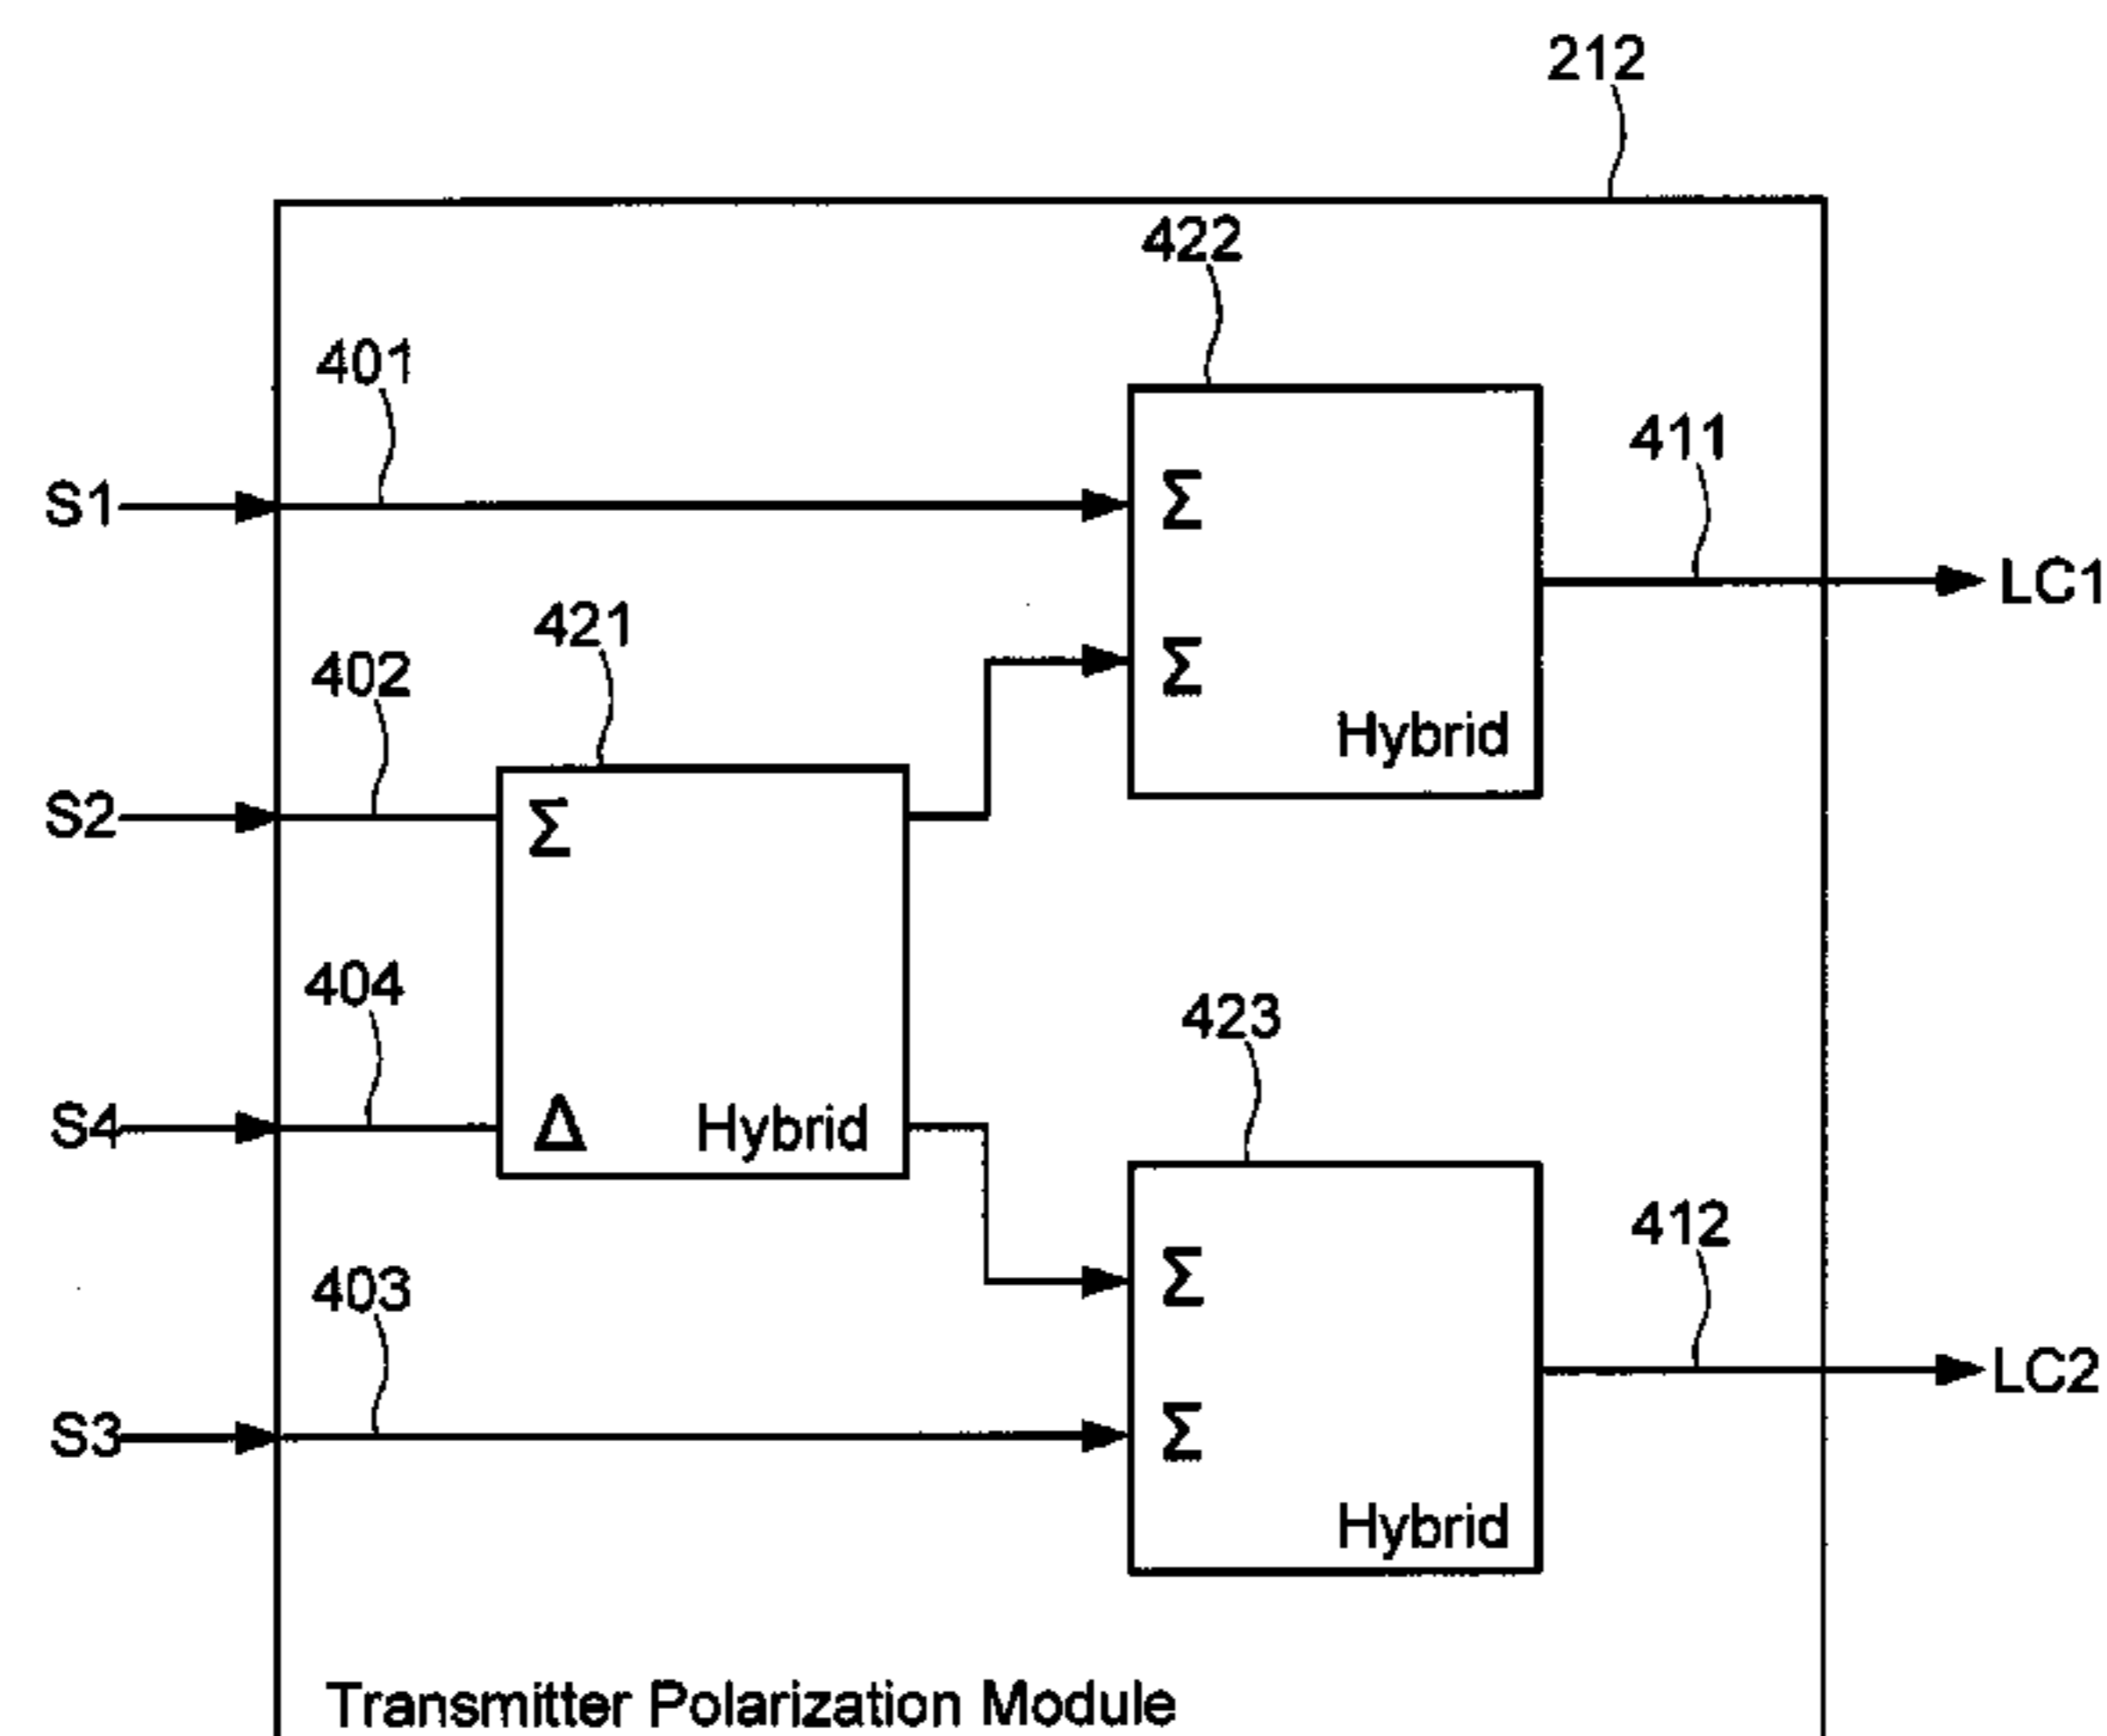 212
422
401
Σ
411
S1
LC1
421
Σ
402
Hybrid
S2
Σ
404
423
S4
Δ Hybrid
Σ
412
403
LC2
S3
Σ
Hybrid
Transmitter Polarization Module